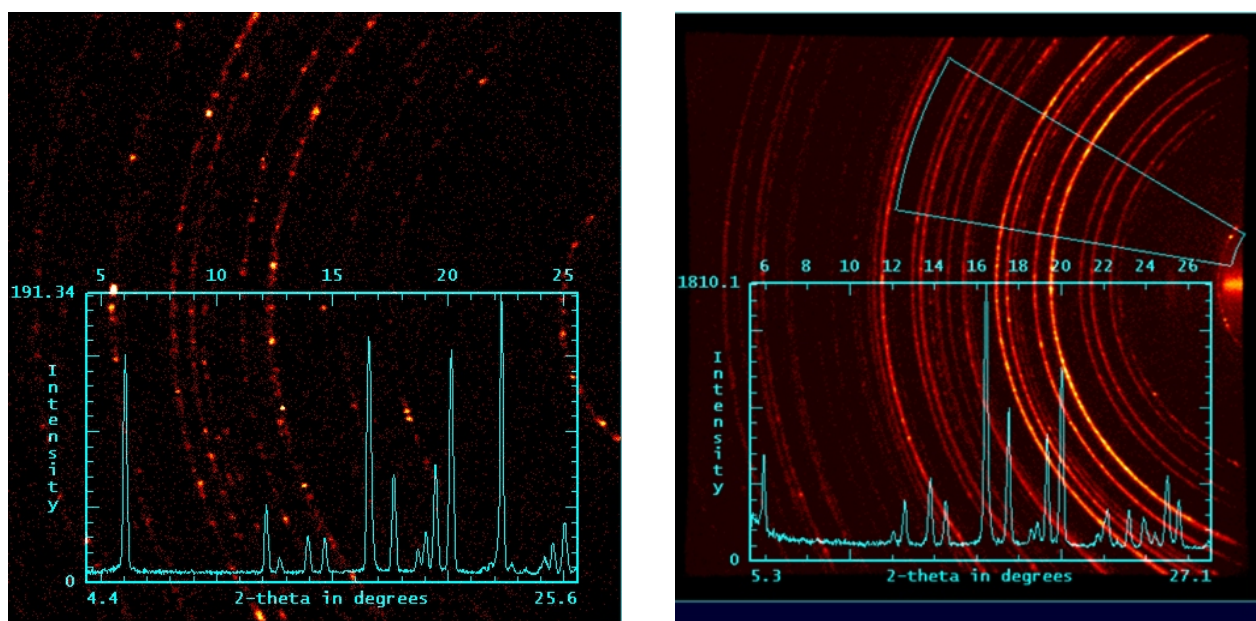 5 10 15 20 25
191.34
Intensity
0
4.4 2-theta in degrees 25.6
6 8 10 12 14 16 18 20 22 24 26
1810.1
Intensity
0
5.3 2-theta in degrees 27.1